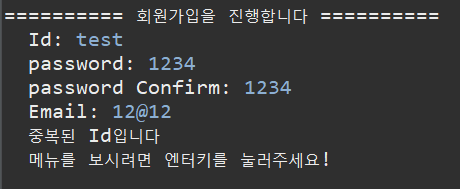 ========== 회원가입을 진행합니다 ==========
Id: test
password: 1234
password Confirm: 1234
Email: 12@12
중복된 Id입니다
메뉴를 보시려면 엔터키를 눌러주세요!